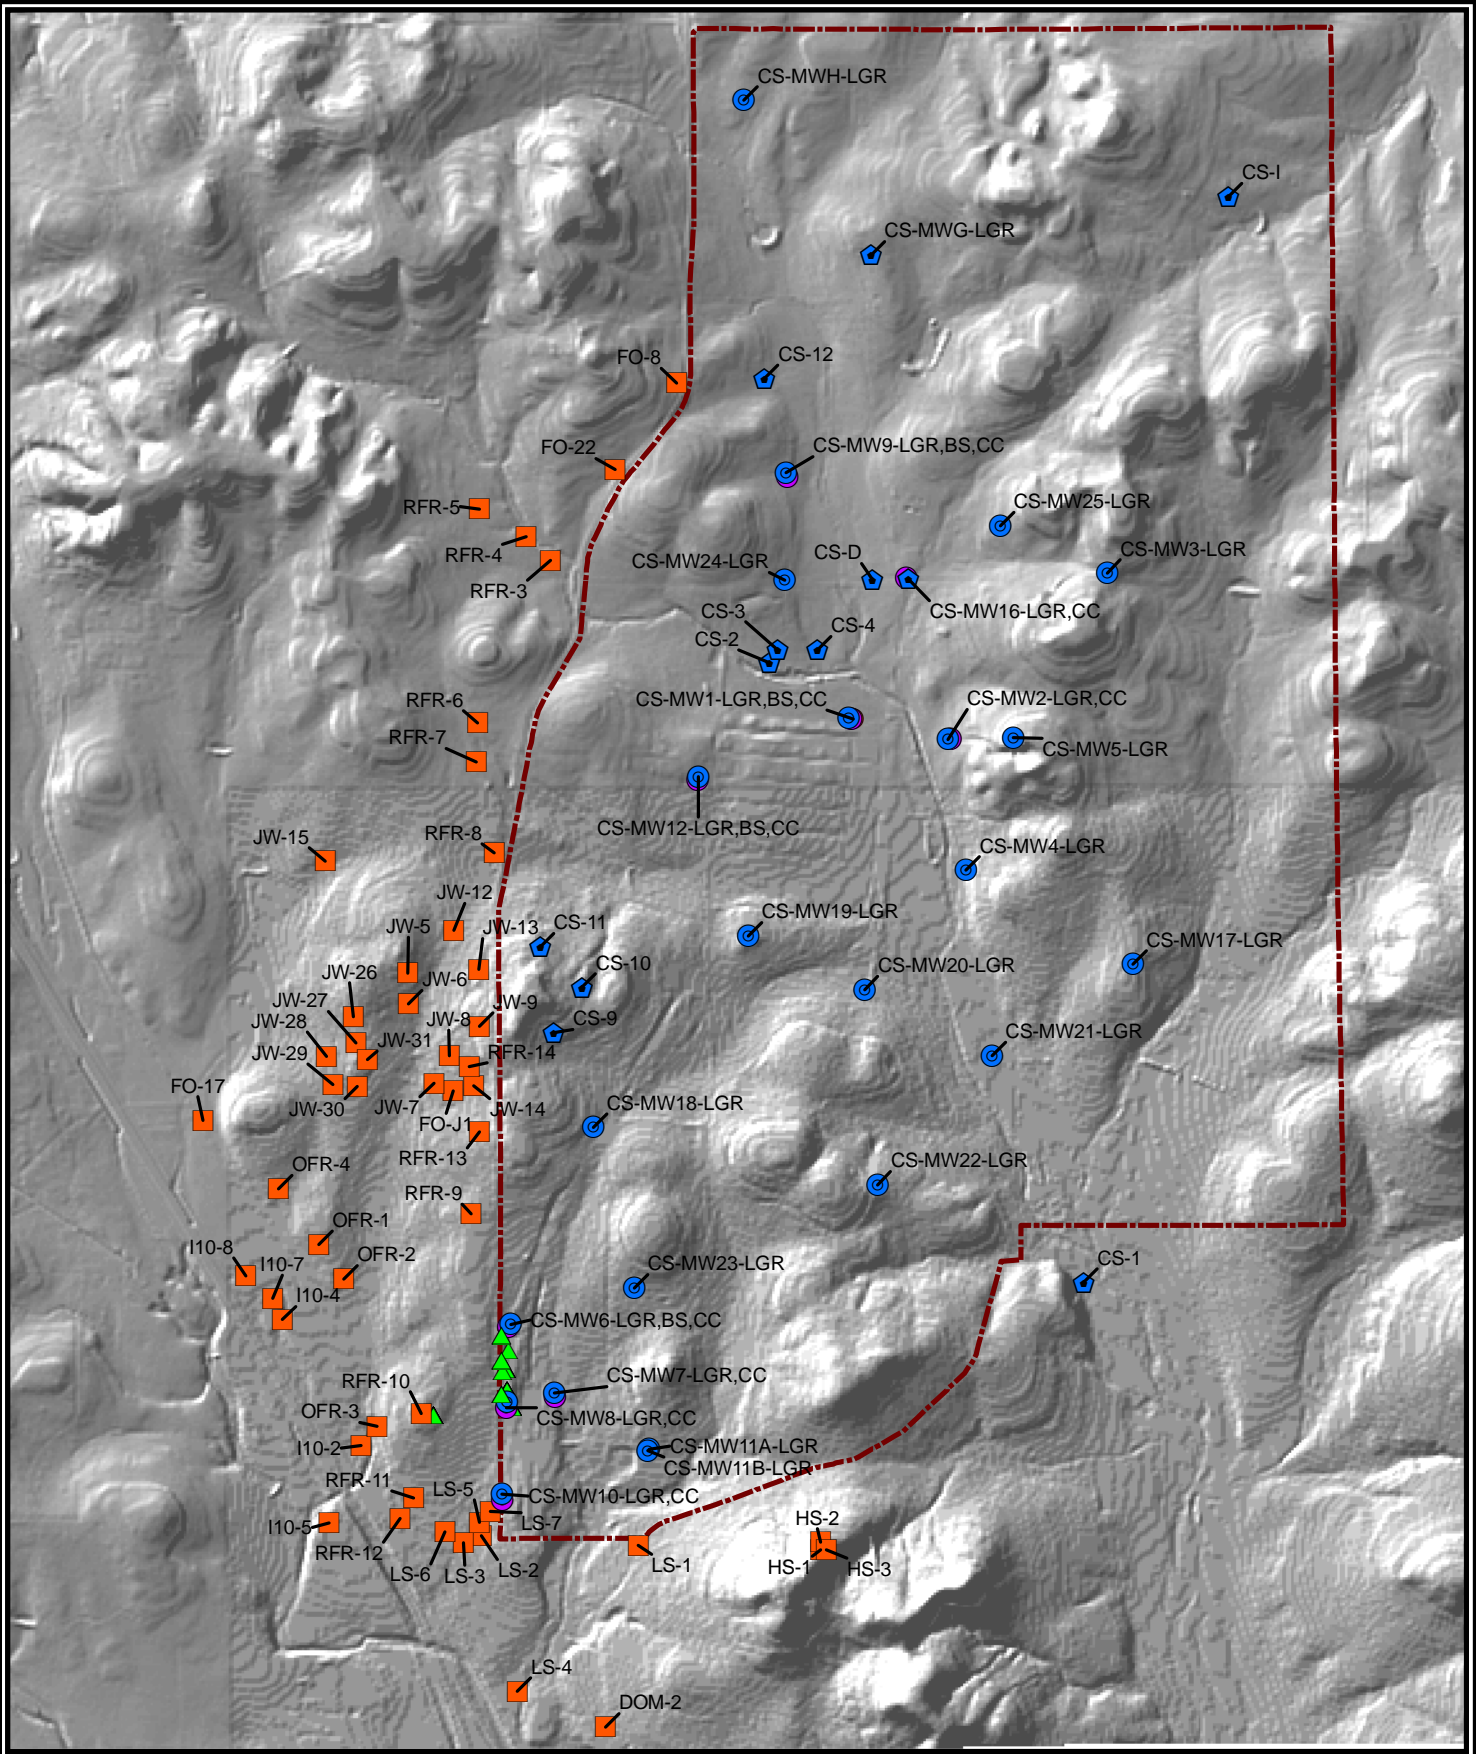 CS-MWH-LGR
CS-I
CS-MWG-LGR
FO-8
CS-12
FO-22
CS-MW9-LGR,BS,CC
RFR-5
CS-MW25-LGR
RFR-4
CS-MW24-LGR
CS-D
CS-MW3-LGR
RFR-3
CS-MW16-LGR,CC
CS-3
CS-4
CS-2
RFR-6
CS-MW1-LGR,BS,CC
CS-MW2-LGR,CC
RFR-7
CS-MW5-LGR
CS-MW12-LGR,BS,CC
JW-15
RFR-8
CS-MW4-LGR
JW-12
JW-5
JW-13
CS-11
CS-MW19-LGR
CS-MW17-LGR
JW-26
JW-6
CS-10
CS-MW20-LGR
JW-27
JW-9
JW-28
JW-8
CS-9
JW-31
CS-MW21-LGR
JW-29
RFR-14
FO-17
JW-30
JW-7
JW-14
CS-MW18-LGR
FO-J1
RFR-13
OFR-4
CS-MW22-LGR
RFR-9
OFR-1
I10-8
OFR-2
I10-7
CS-MW23-LGR
CS-1
I10-4
CS-MW6-LGR,BS,CC
RFR-10
CS-MW7-LGR,CC
OFR-3
CS-MW8-LGR,CC
I10-2
CS-MW11A-LGR
CS-MW11B-LGR
RFR-11
LS-5
CS-MW10-LGR,CC
I10-5
LS-7
HS-2
RFR-12
LS-6
LS-3
LS-2
LS-1
HS-1
HS-3
LS-4
DOM-2